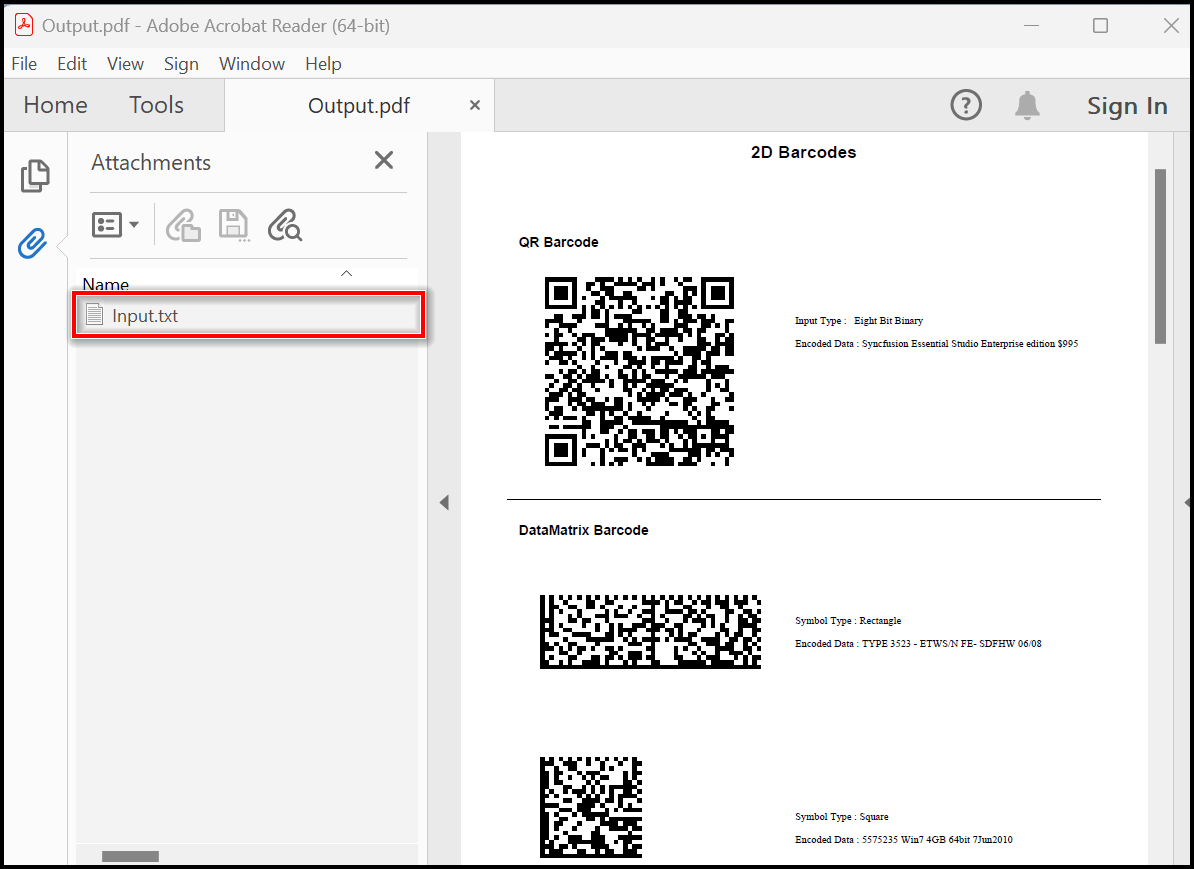 Output.pdf - Adobe Acrobat Reader (64-bit)
File Edit View Sign Window Help
Home Tools Output.pdf Sign In
Attachments
Name
Input.txt
2D Barcodes
QR Barcode
Input Type : Eight Bit Binary
Encoded Data : Syncfusion Essential Studio Enterprise edition $995
DataMatrix Barcode
Symbol Type : Rectangle
Encoded Data : TYPE 3523 - ETWS/N FE- SDFHW 06/08
Symbol Type : Square
Encoded Data : 5575235 Win7 4GB 64bit 7Jun2010